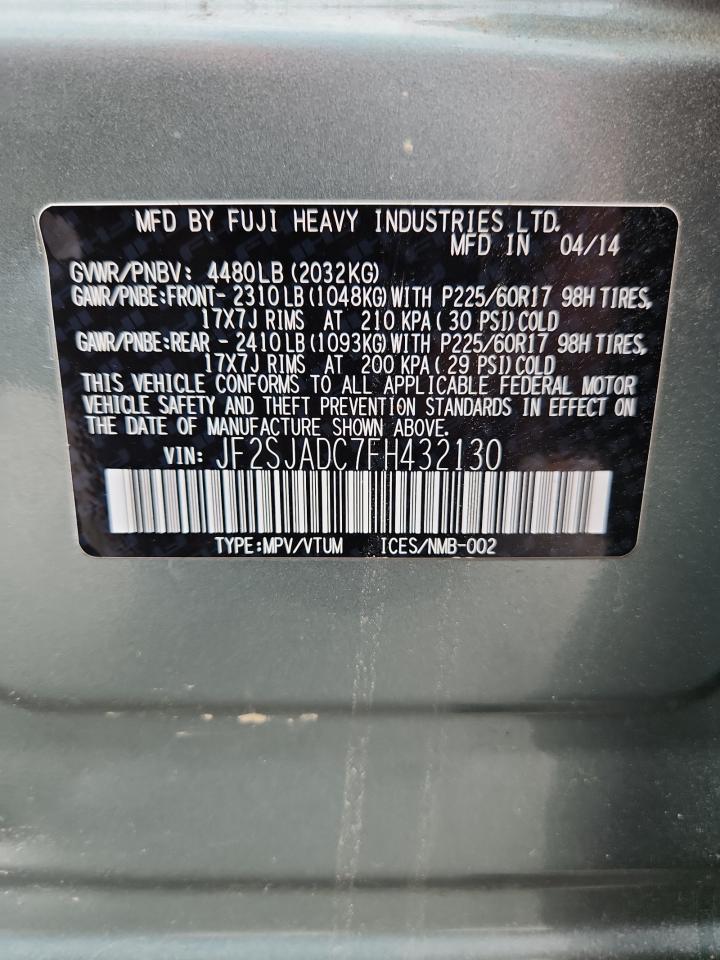 MFD BY FUJI HEAVY INDUSTRIES LTD.
MFD IN 04/14
GVWR/PNBV: 4480LB (2032KG)
GAWR/PNBE:FRONT- 2310 LB (1048KG) WITH P225/60R17 98H TIRES,
17X7J RIMS AT 210 KPA ( 30 PSI) COLD
GAWR/PNBE:REAR - 2410 LB (1093KG) WITH P225/60R17 98H TIRES,
17X7J RIMS AT 200 KPA ( 29 PSI) COLD
THIS VEHICLE CONFORMS TO ALL APPLICABLE FEDERAL MOTOR
VEHICLE SAFETY AND THEFT PREVENTION STANDARDS IN EFFECT ON
THE DATE OF MANUFACTURE SHOWN ABOVE.
VIN: JF2SJADC7FH432130
TYPE:MPV/VTUM ICES/NMB-002